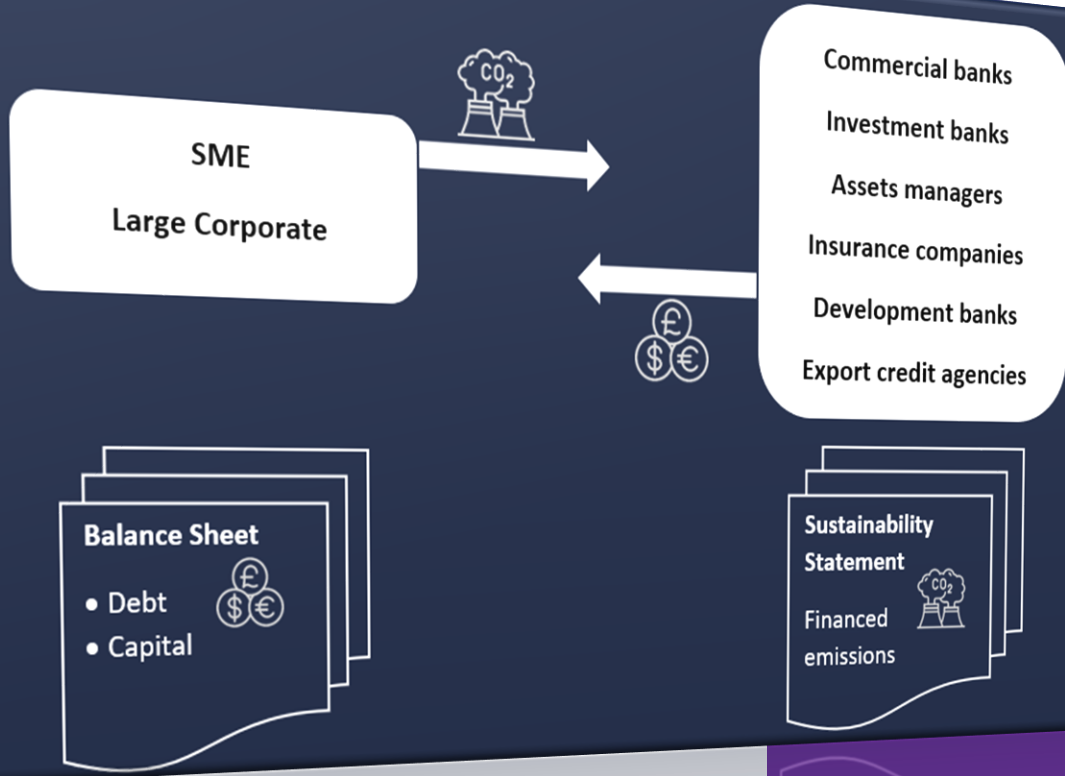 SME
Large Corporate
CO₂
£
$ €
Commercial banks
Investment banks
Assets managers
Insurance companies
Development banks
Export credit agencies
Balance Sheet
£
$ €
• Debt
• Capital
Sustainability
Statement
CO₂
Financed
emissions